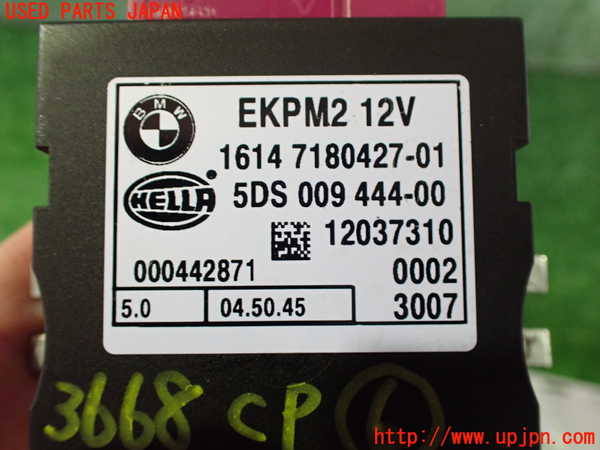 USED PARTS JAPAN
BMW
EKPM2 12V
1614 7180427-01
HELLA
5DS 009 444-00
12037310
000442871
0002
5.0
04.50.45
3007
3668 CP
http://www.upjpn.com/